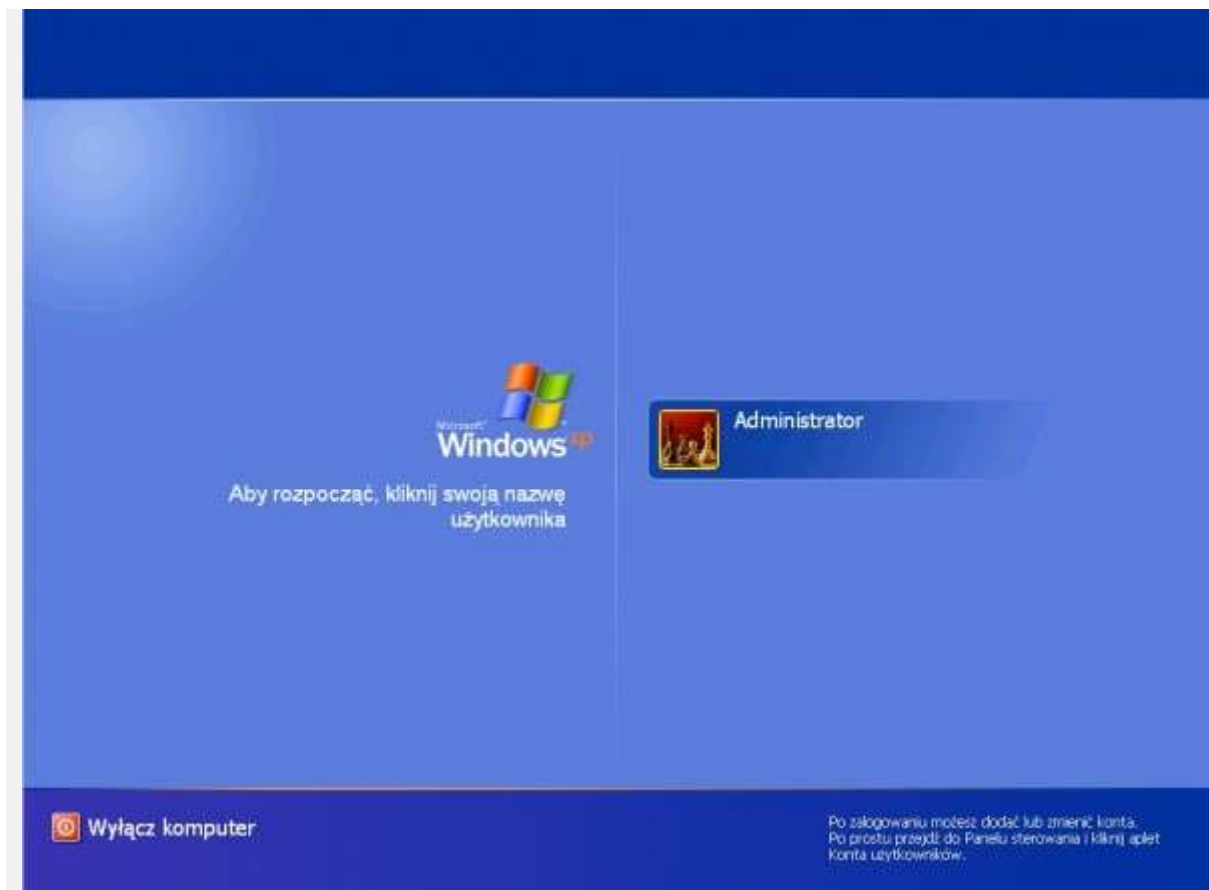 Microsoft
Windows xp
Aby rozpocząć, kliknij swoją nazwę
użytkownika
Administrator
Wyłącz komputer
Po zalogowaniu możesz dodać lub zmienić konta.
Po prostu przejdź do Panelu sterowania i kliknij aplet
Konta użytkowników.